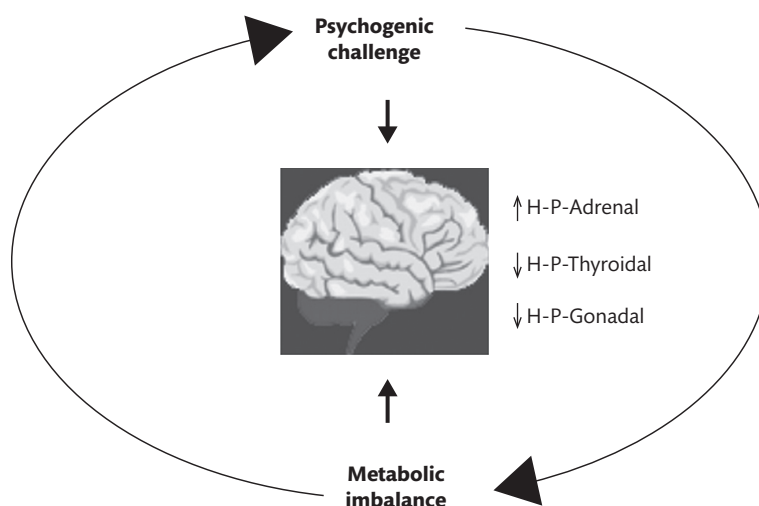 Psychogenic
challenge
↑ H-P-Adrenal
↓ H-P-Thyroidal
↓ H-P-Gonadal
Metabolic
imbalance